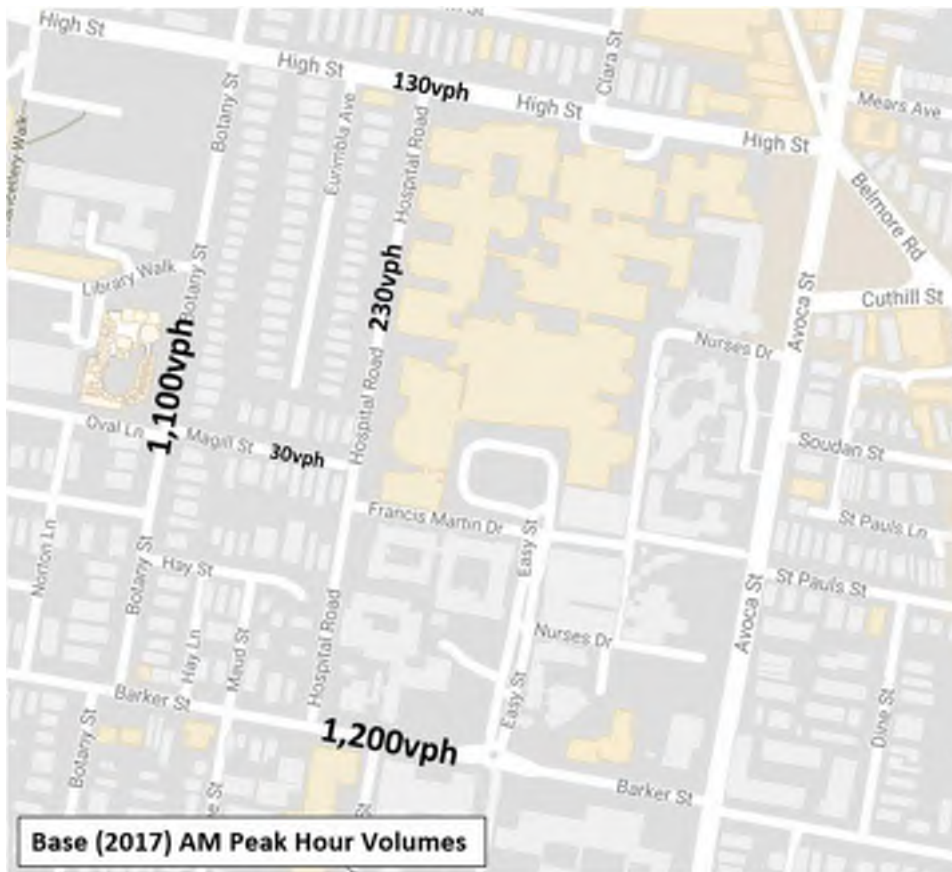 High St
Clara St
High St
130vph
High St
Mears Ave
High St
Botany St
Eurimbla Ave
Hospital Road
Belmore Rd
Library Walk
Botany St
230vph
Cuthill St
Avoca St
Nurses Dr
1,100vph
Hospital Road
Oval Ln
Magill St
30vph
Soudan St
Francis Martin Dr
St Pauls Ln
Easy St
Norton Ln
Botany St
Hay St
St Pauls St
Avoca St
Hospital Road
Nurses Dr
Hay Ln
Maud St
Easy St
Barker St
Dine St
Botany St
1,200vph
Barker St
Base (2017) AM Peak Hour Volumes